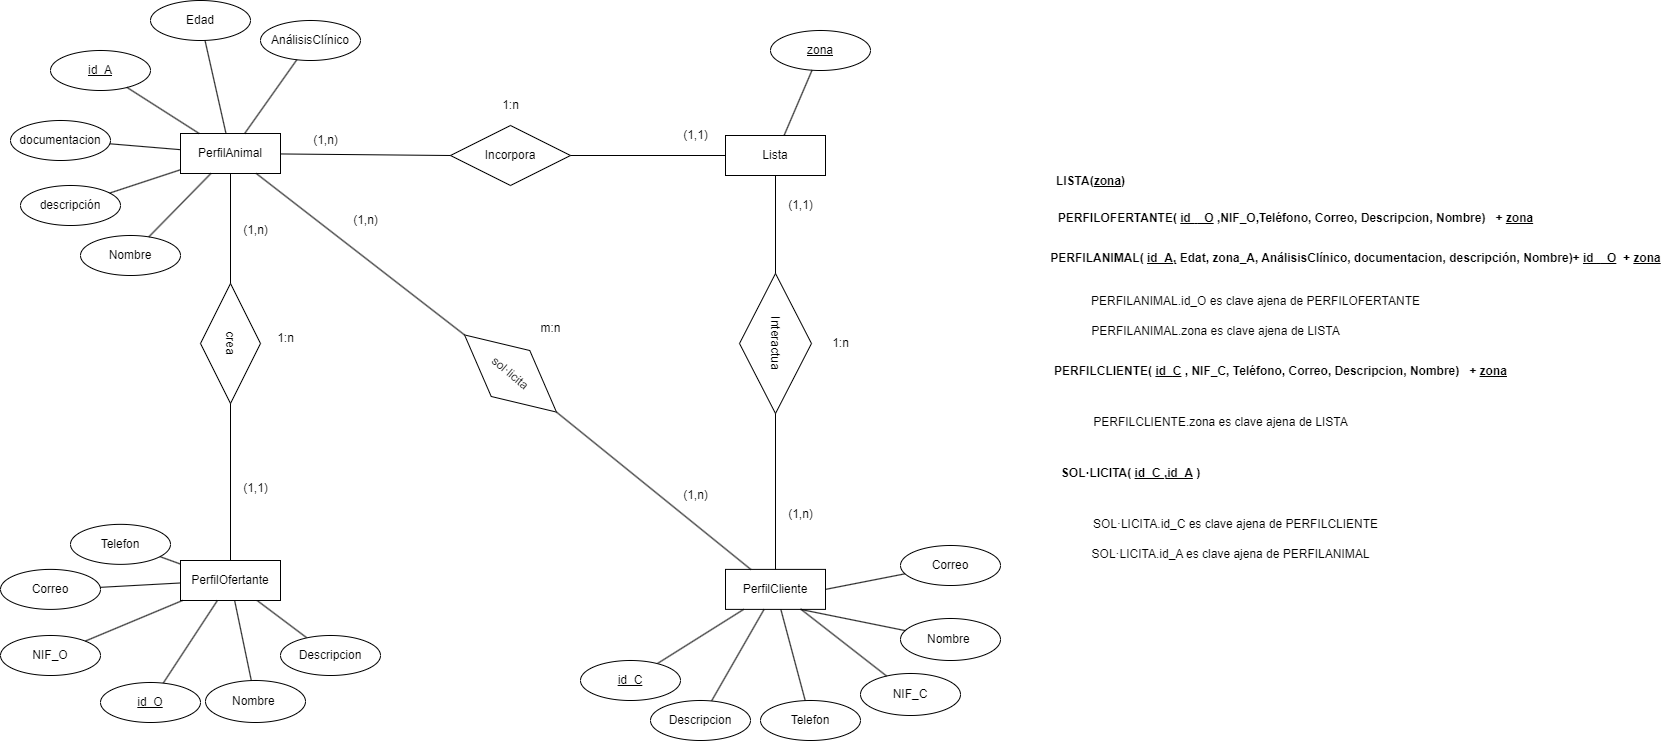 Edad
AnálisisClínico
id_A
documentacion
descripción
Nombre
PerfilAnimal
(1,n)
1:n
Incorpora
(1,1)
zona
Lista
(1,n)
(1,n)
(1,1)
crea
1:n
m:n
sol·licita
Interactua
1:n
(1,1)
(1,n)
(1,n)
Telefon
Correo
NIF_O
id_O
Nombre
Descripcion
PerfilOfertante
PerfilCliente
Correo
Nombre
NIF_C
id_C
Descripcion
Telefon
LISTA(zona)
PERFILOFERTANTE( id__O ,NIF_O,Teléfono, Correo, Descripcion, Nombre) + zona
PERFILANIMAL( id_A, Edat, zona_A, AnálisisClínico, documentacion, descripción, Nombre)+ id__O + zona
PERFILANIMAL.id_O es clave ajena de PERFILOFERTANTE
PERFILANIMAL.zona es clave ajena de LISTA
PERFILCLIENTE( id_C , NIF_C, Teléfono, Correo, Descripcion, Nombre) + zona
PERFILCLIENTE.zona es clave ajena de LISTA
SOL·LICITA( id_C ,id_A )
SOL·LICITA.id_C es clave ajena de PERFILCLIENTE
SOL·LICITA.id_A es clave ajena de PERFILANIMAL